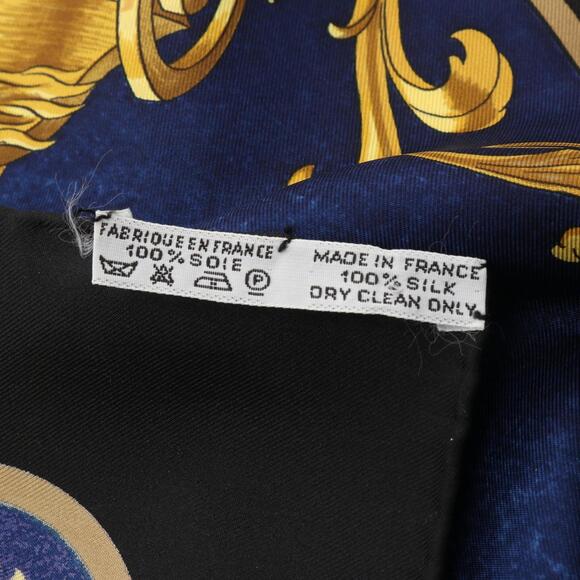 FABRIQUE EN FRANCE
100% SOIE
P
MADE IN FRANCE
100% SILK
DRY CLEAN ONLY